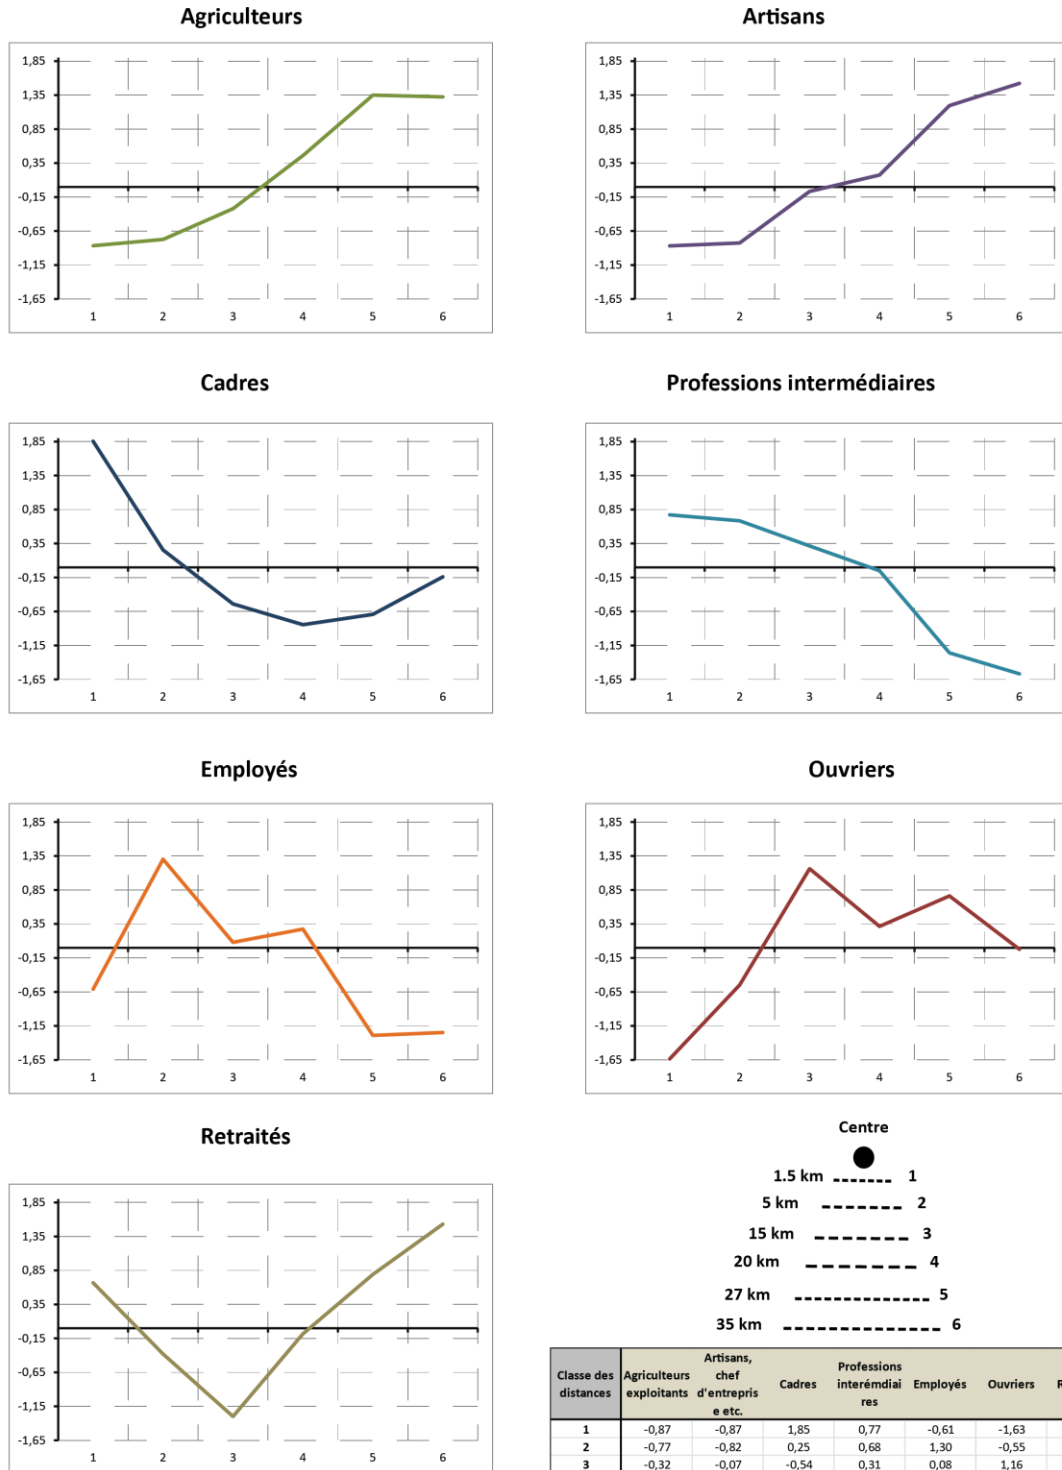 Agriculteurs
1,85
1,35
0,85
0,35
-0,15
-0,65
-1,15
-1,65
1 2 3 4 5 6
Artisans
1,85
1,35
0,85
0,35
-0,15
-0,65
-1,15
-1,65
1 2 3 4 5 6
Cadres
1,85
1,35
0,85
0,35
-0,15
-0,65
-1,15
-1,65
1 2 3 4 5 6
Professions intermédiaires
1,85
1,35
0,85
0,35
-0,15
-0,65
-1,15
-1,65
1 2 3 4 5 6
Employés
1,85
1,35
0,85
0,35
-0,15
-0,65
-1,15
-1,65
1 2 3 4 5 6
Ouvriers
1,85
1,35
0,85
0,35
-0,15
-0,65
-1,15
-1,65
1 2 3 4 5 6
Retraités
1,85
1,35
0,85
0,35
-0,15
-0,65
-1,15
-1,65
1 2 3 4 5 6
Centre
1.5 km 1
5 km 2
15 km 3
20 km 4
27 km 5
35 km 6
Classe des
distances
Agriculteurs
exploitants
Artisans,
chef
d'entrepris
e etc.
Cadres
Professions
interémdiai
res
Employés
Ouvriers
1 -0,87 -0,87 1,85 0,77 -0,61 -1,63
2 -0,77 -0,82 0,25 0,68 1,30 -0,55
3 -0,32 -0,07 -0,54 0,31 0,08 1,16